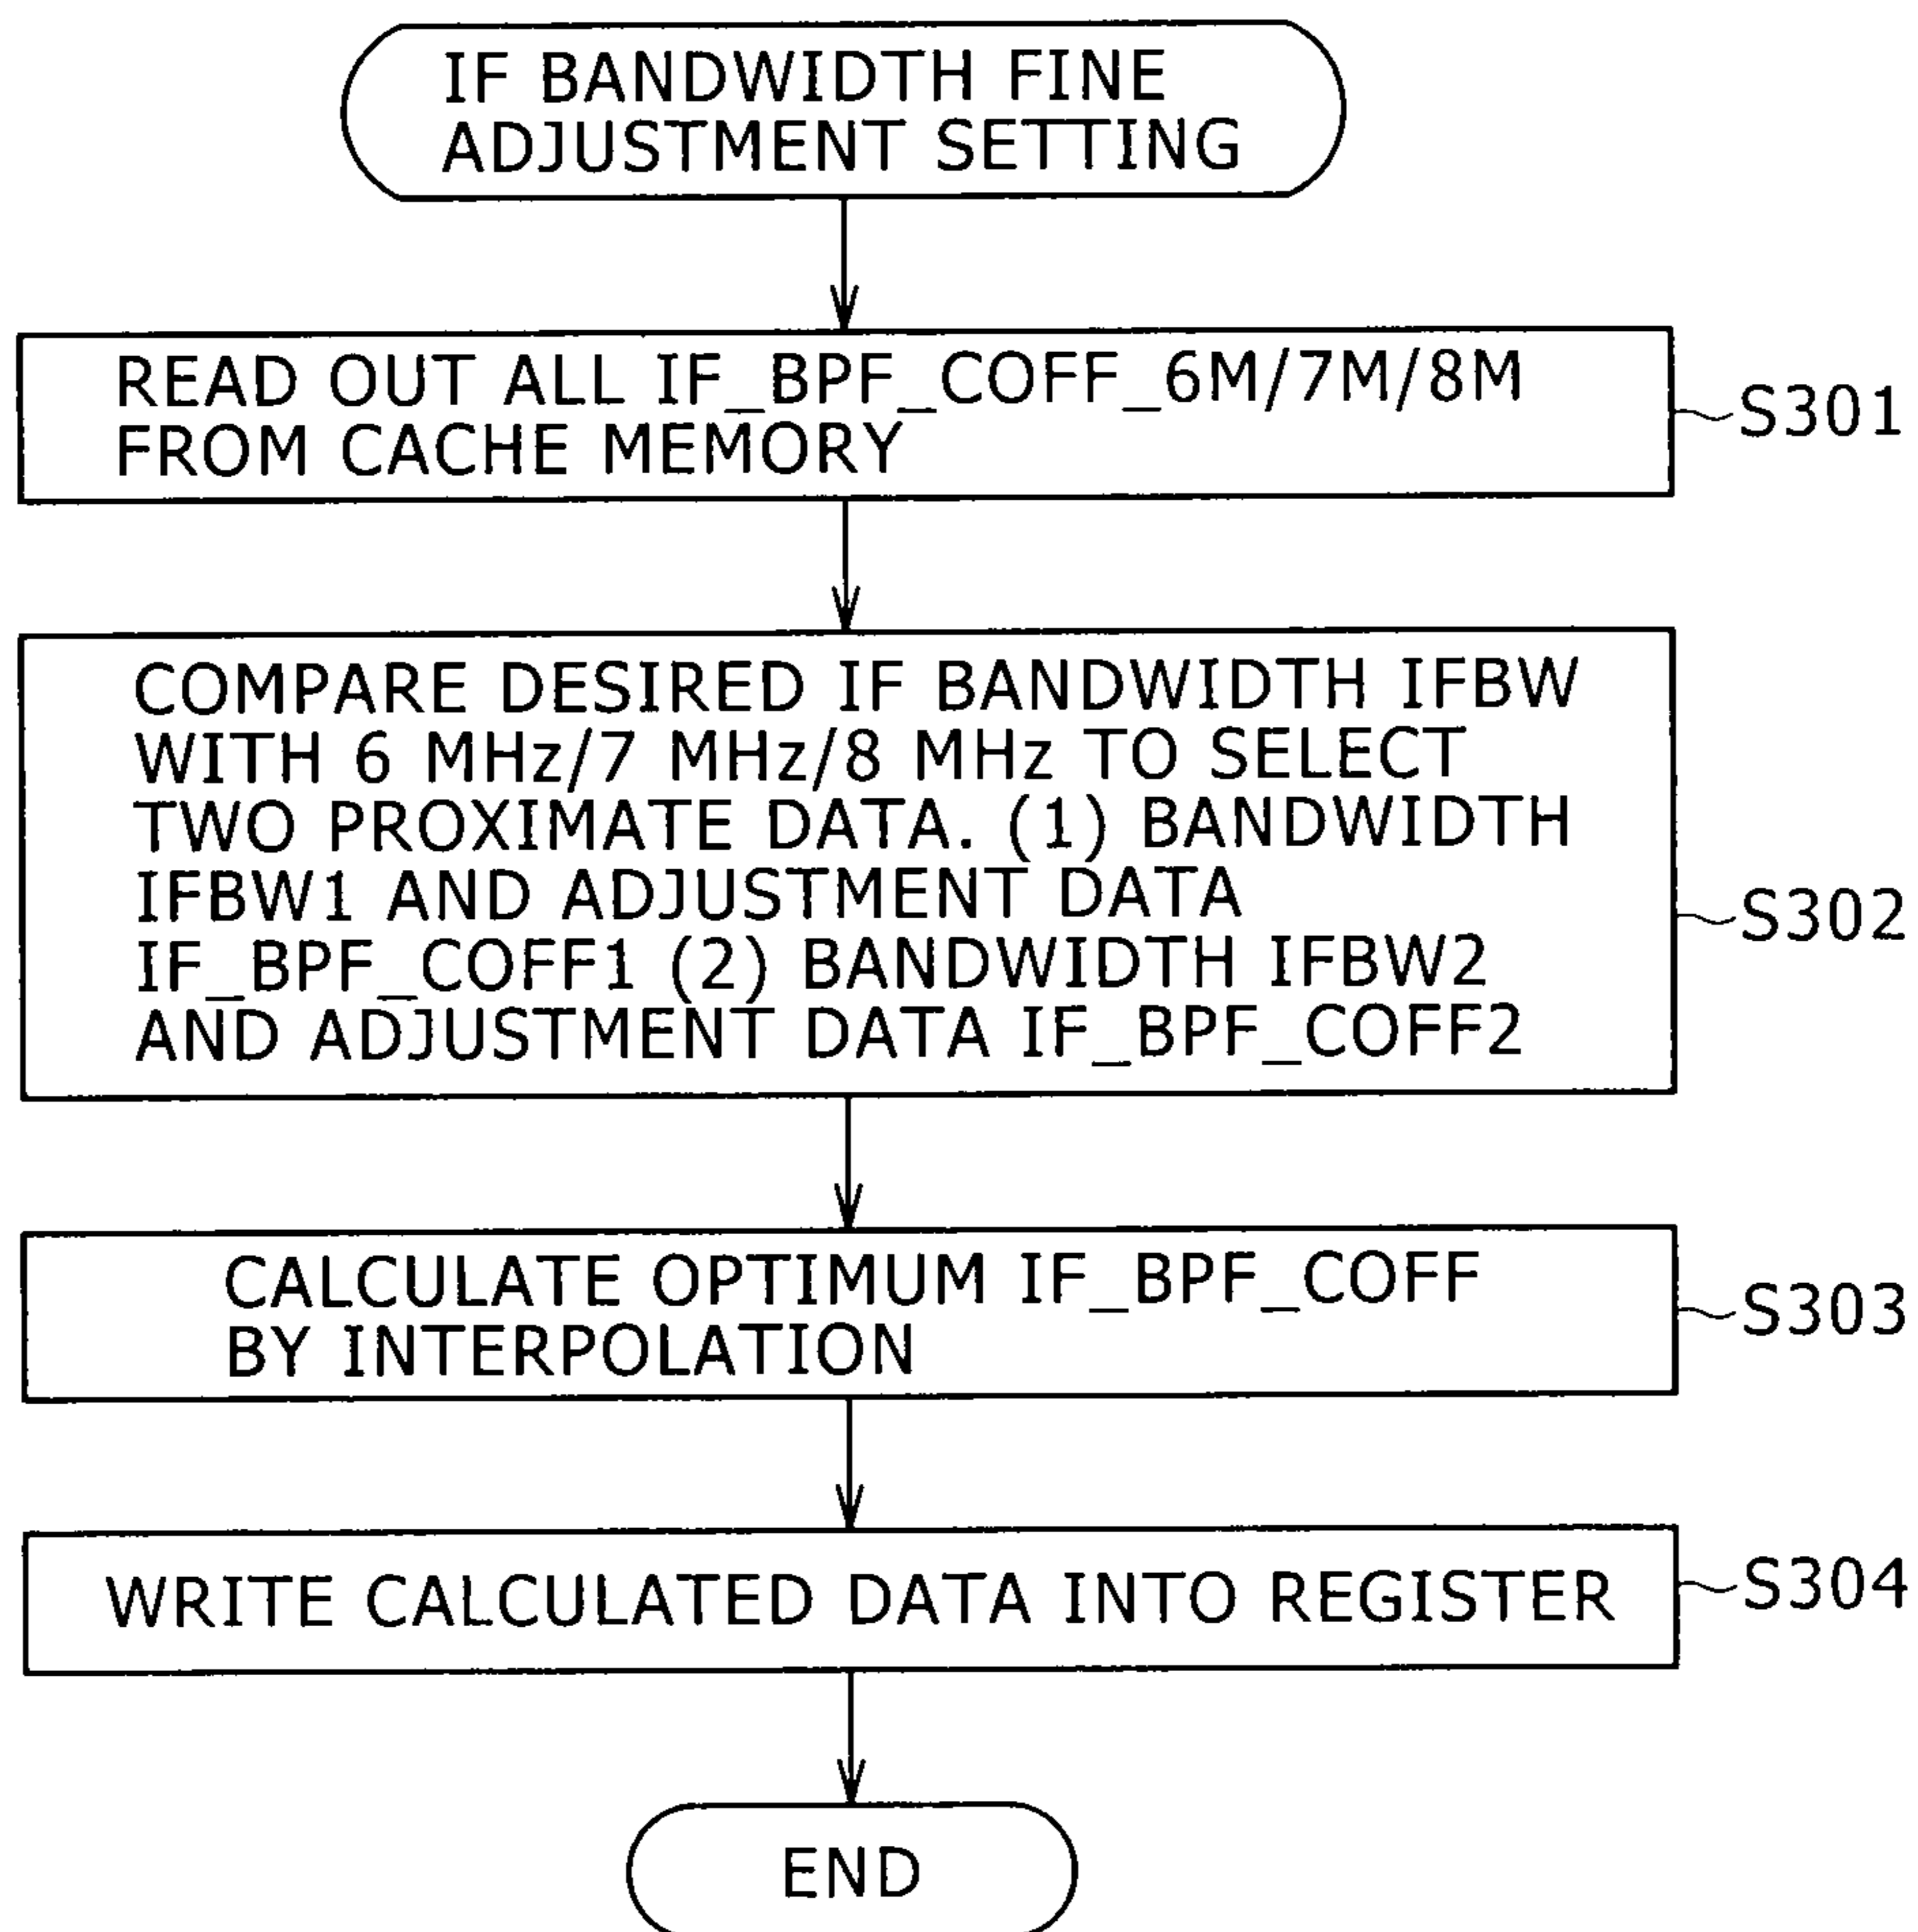 IF BANDWIDTH FINE
ADJUSTMENT SETTING
READ OUT ALL IF_BPF_COFF_6M/7M/8M
FROM CACHE MEMORY
S301
COMPARE DESIRED IF BANDWIDTH IFBW
WITH 6 MHz/7 MHz/8 MHz TO SELECT
TWO PROXIMATE DATA. (1) BANDWIDTH
IFBW1 AND ADJUSTMENT DATA
IF_BPF_COFF1 (2) BANDWIDTH IFBW2
AND ADJUSTMENT DATA IF_BPF_COFF2
S302
CALCULATE OPTIMUM IF_BPF_COFF
BY INTERPOLATION
S303
WRITE CALCULATED DATA INTO REGISTER
S304
END